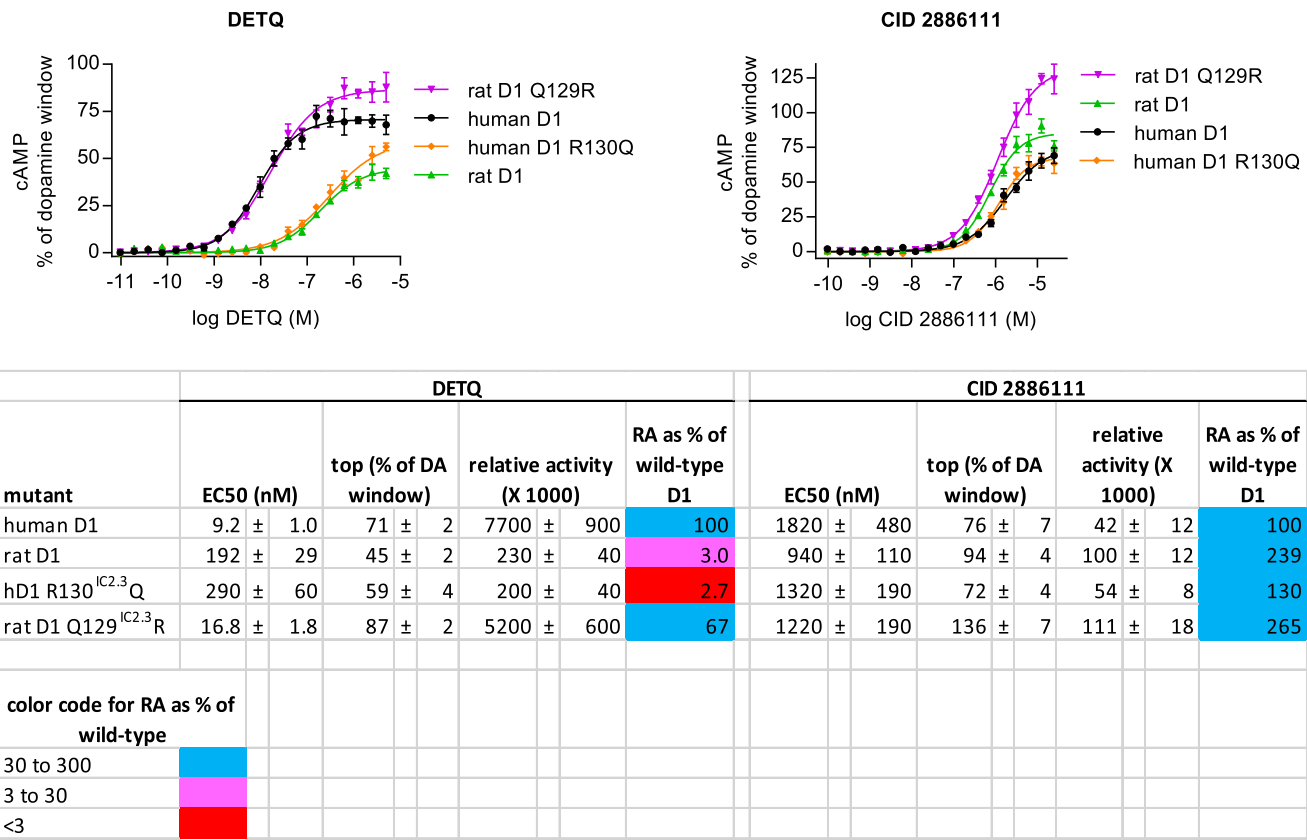 DETQ
cAMP
% of dopamine window
100
75
50
25
0
-11 -10 -9 -8 -7 -6 -5
log DETQ (M)
rat D1 Q129R
human D1
human D1 R130Q
rat D1
CID 2886111
cAMP
% of dopamine window
125
100
75
50
25
0
-10 -9 -8 -7 -6 -5
log CID 2886111 (M)
rat D1 Q129R
rat D1
human D1
human D1 R130Q
DETQ CID 2886111
mutant EC50 (nM) top (% of DA window) relative activity (X 1000) RA as % of wild-type D1 EC50 (nM) top (% of DA window) relative activity (X 1000) RA as % of wild-type D1
human D1 9.2 ± 1.0 71 ± 2 7700 ± 900 100 1820 ± 480 76 ± 7 42 ± 12 100
rat D1 192 ± 29 45 ± 2 230 ± 40 3.0 940 ± 110 94 ± 4 100 ± 12 239
hD1 R130 IC2.3 Q 290 ± 60 59 ± 4 200 ± 40 2.7 1320 ± 190 72 ± 4 54 ± 8 130
rat D1 Q129 IC2.3 R 16.8 ± 1.8 87 ± 2 5200 ± 600 67 1220 ± 190 136 ± 7 111 ± 18 265
color code for RA as % of
wild-type
30 to 300
3 to 30
<3